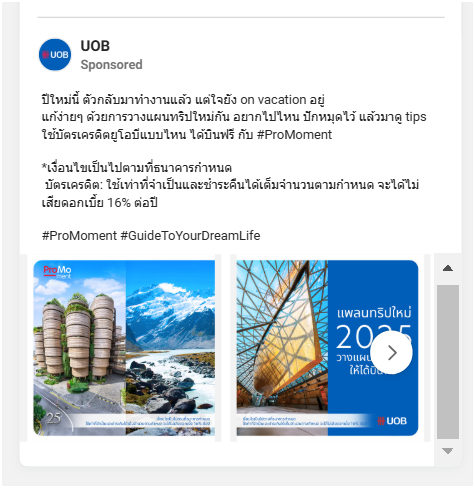 UOB
UOB
Sponsored
ปีใหม่นี้ ตัวกลับมาทำงานแล้ว แต่ใจยัง on vacation อยู่
แก้ง่ายๆ ด้วยการวางแผนทริปใหม่กัน อยากไปไหน ปักหมุดไว้ แล้วมาดู tips
ใช้บัตรเครดิตยูโอบีแบบไหน ได้บินฟรี กับ #ProMoment
*เงื่อนไขเป็นไปตามที่ธนาคารกำหนด
บัตรเครดิต: ใช้เท่าที่จำเป็นและชำระคืนได้เต็มจำนวนตามกำหนด จะได้ไม่
เสียดอกเบี้ย 16% ต่อปี
#ProMoment #GuideToYourDreamLife
ProMo
ment
25
แพลนทริปใหม่
2025
วางแผน
ให้ได้
UOB